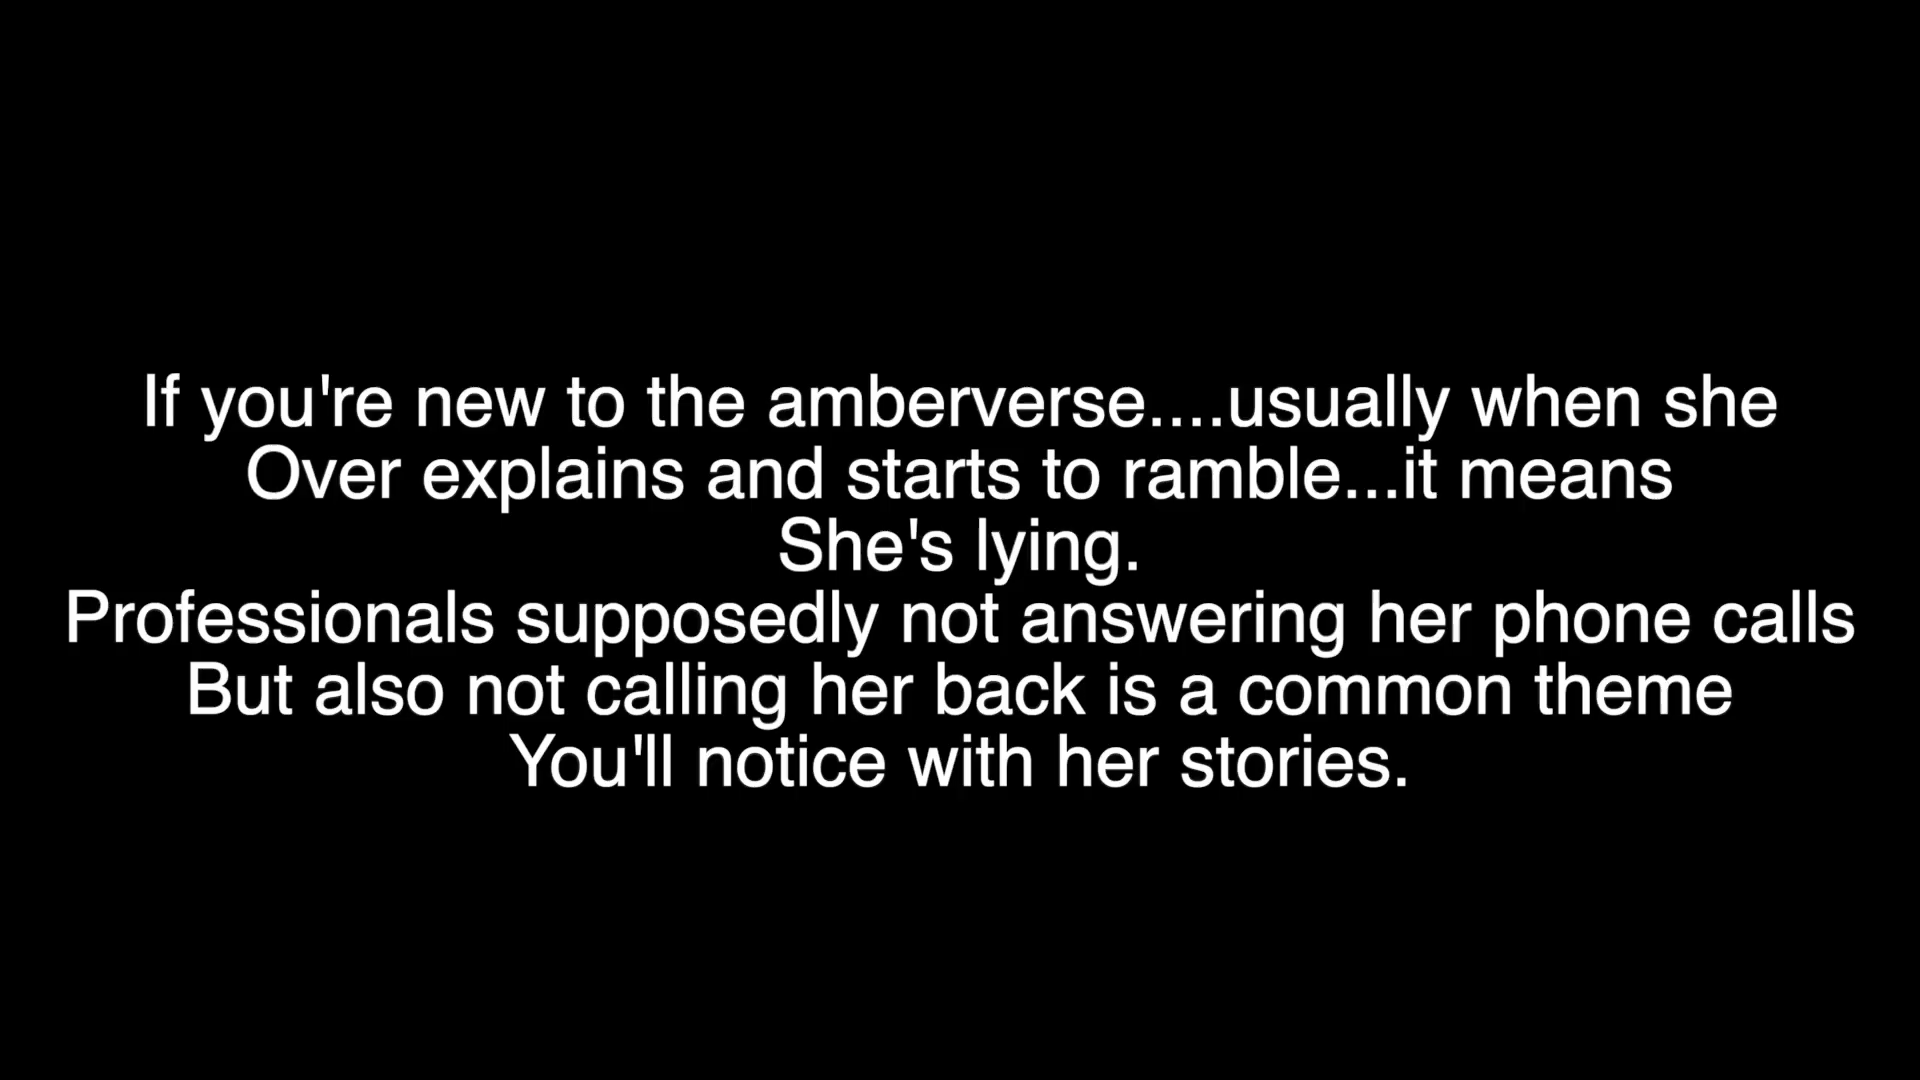 If you're new to the amberverse....usually when she
Over explains and starts to ramble...it means
She's lying.
Professionals supposedly not answering her phone calls
But also not calling her back is a common theme
You'll notice with her stories.